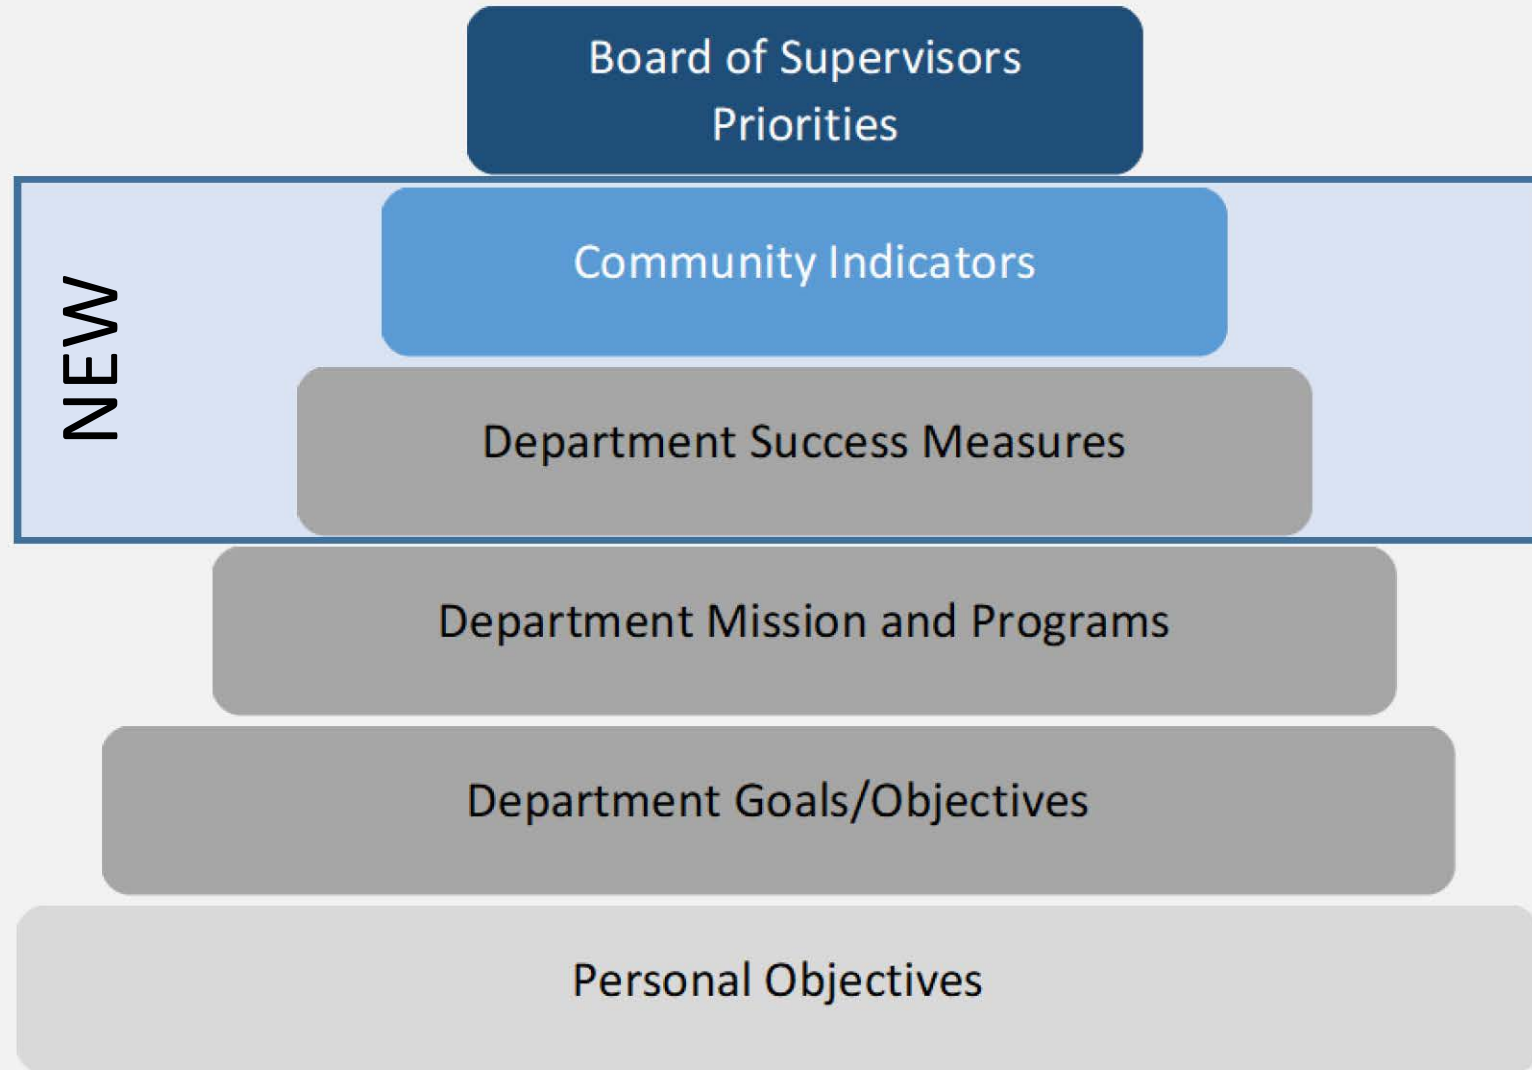 Board of Supervisors
Priorities
NEW
Community Indicators
Department Success Measures
Department Mission and Programs
Department Goals/Objectives
Personal Objectives